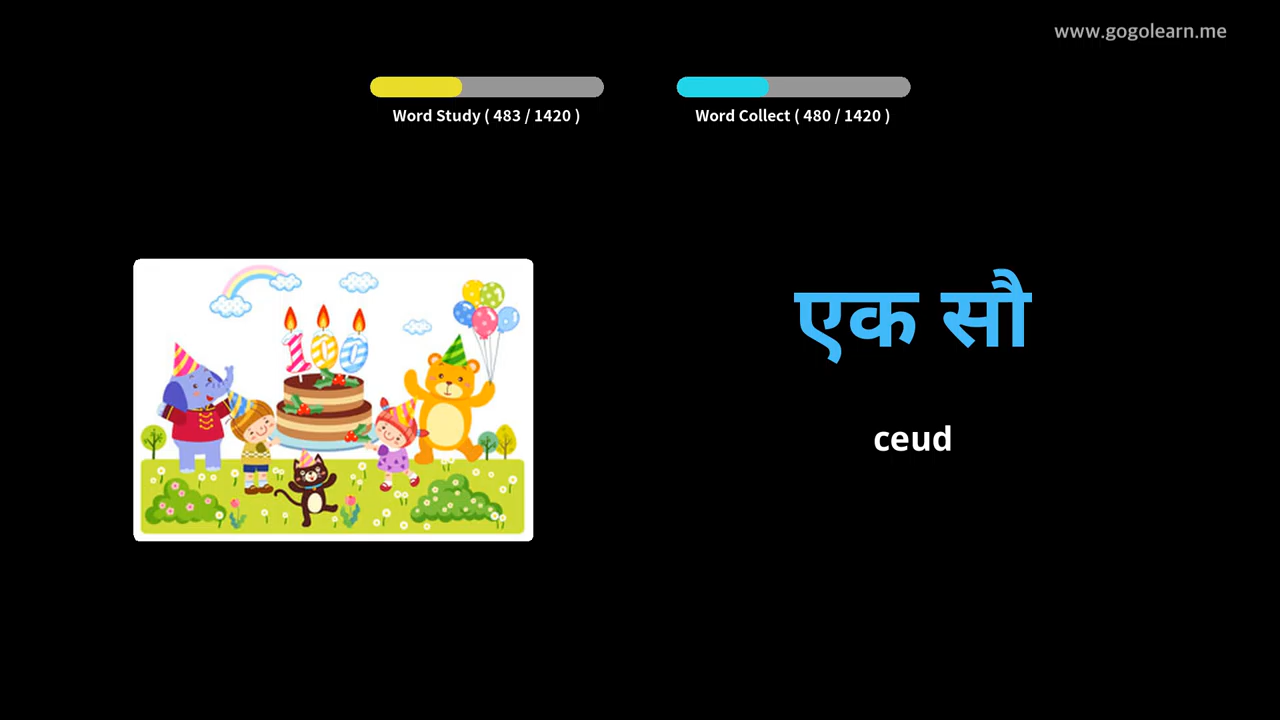 www.gogolearn.me
Word Study ( 483 / 1420 )
Word Collect ( 480 / 1420 )
100
एक सौ
ceud